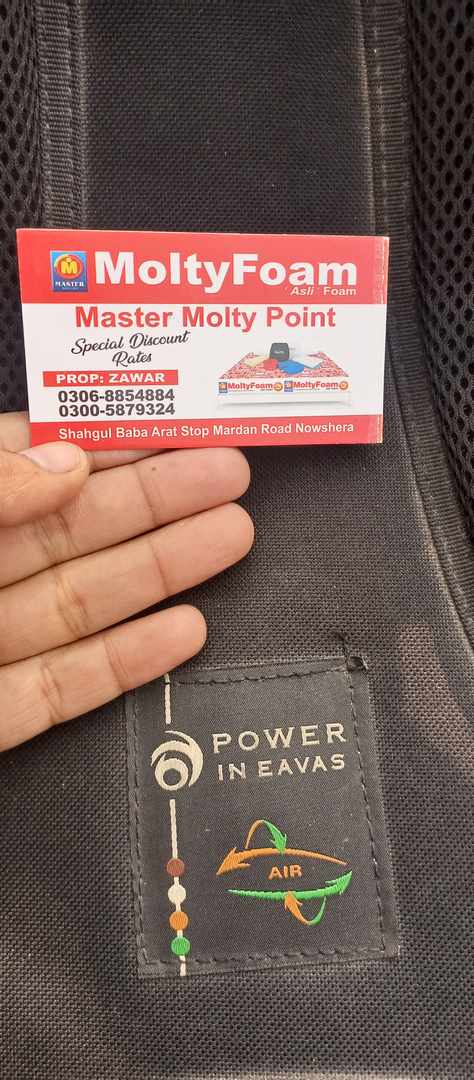 M
MASTER
MoltyFoam
'Asli' Foam
Master Molty Point
Special Discount
Rates
PROP: ZAWAR
0306-8854884
0300-5879324
MoltyFoam MoltyFoam
Shahgul Baba Arat Stop Mardan Road Nowshera
POWER
IN EAVAS
AIR